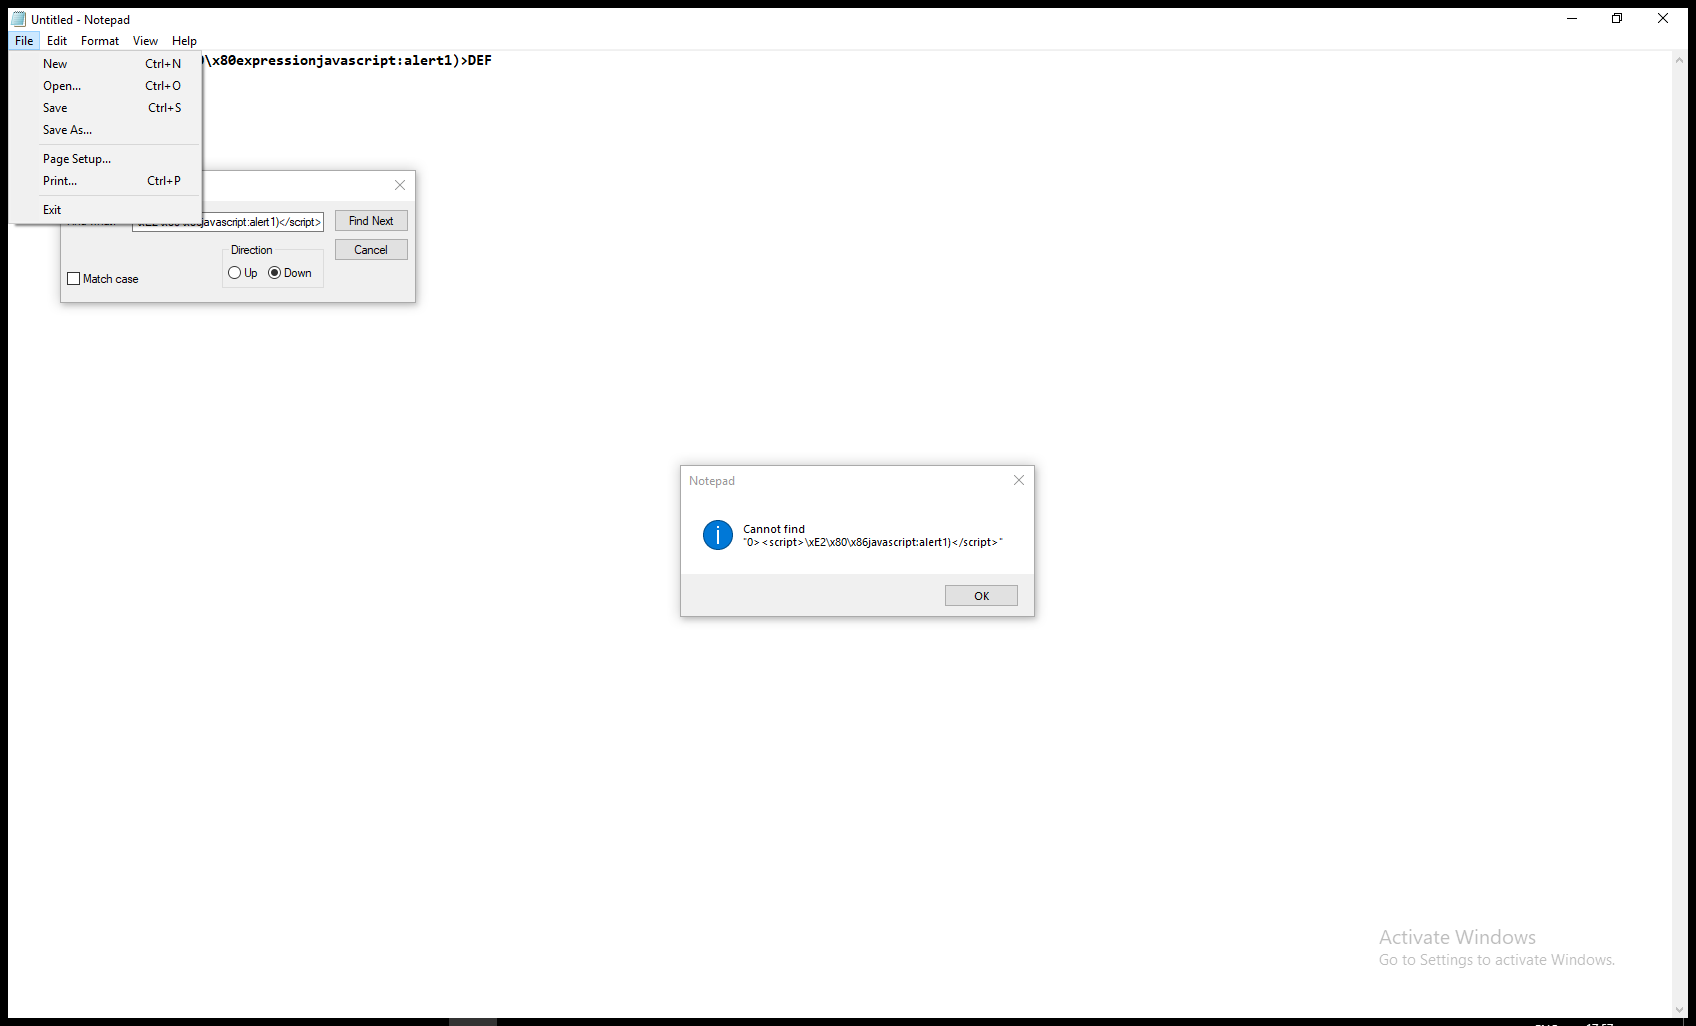 Untitled - Notepad
File Edit Format View Help
\x80expressionjavascript:alert1)>DEF
New Ctrl+N
Open... Ctrl+O
Save Ctrl+S
Save As...
Page Setup...
Print... Ctrl+P
Exit
javascript:alert1)</script>
Find Next
Direction
Cancel
Up Down
Match case
Notepad
Cannot find
"0><script>\xE2\x80\x86javascript:alert1)</script>"
OK
Activate Windows
Go to Settings to activate Windows.